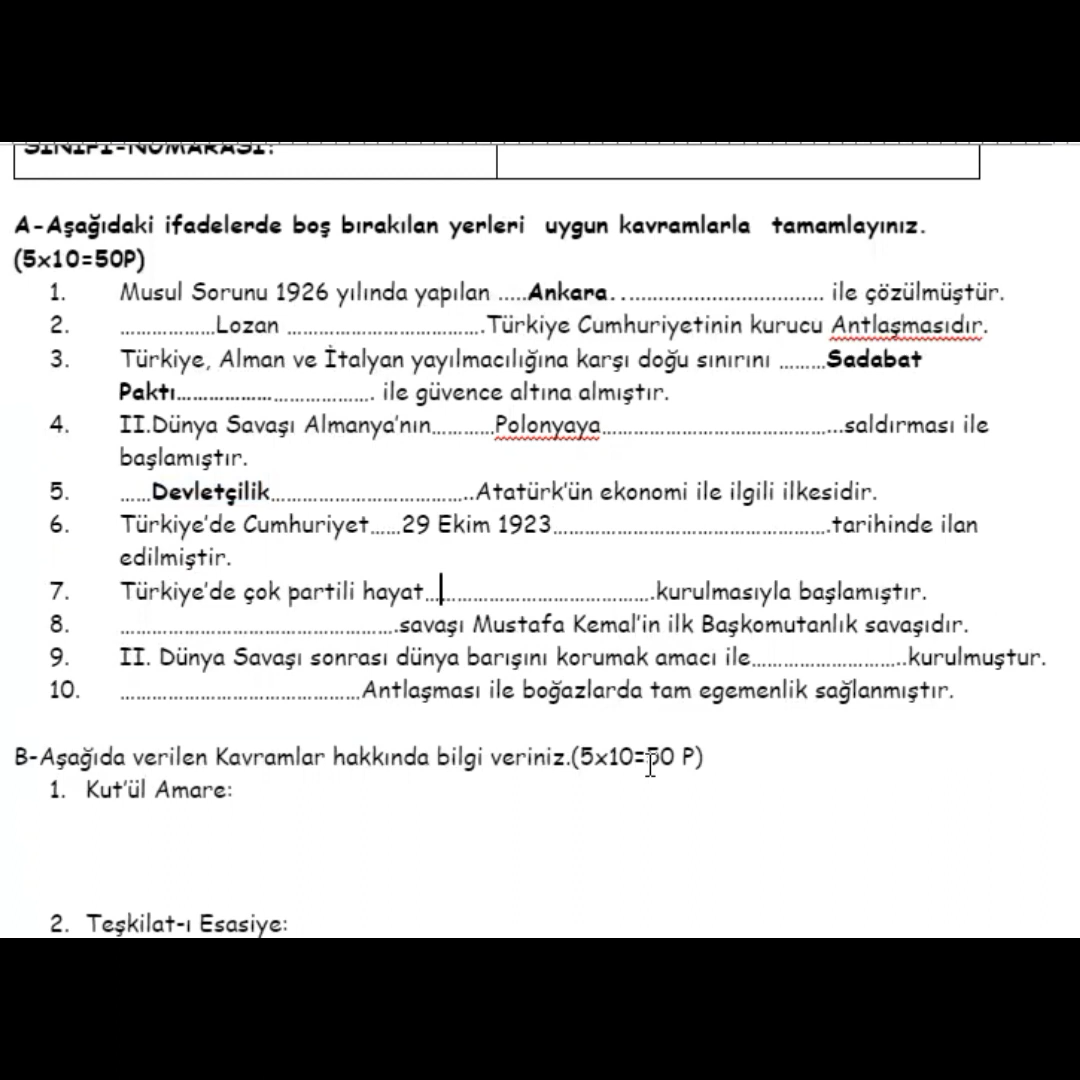 SINIFI-NUMARASI:
A-Aşağıdaki ifadelerde boş bırakılan yerleri uygun kavramlarla tamamlayınız.
(5x10=50P)
1. Musul Sorunu 1926 yılında yapılan .....Ankara................................... ile çözülmüştür.
2. .................Lozan ...................................Türkiye Cumhuriyetinin kurucu Antlaşmasıdır.
3. Türkiye, Alman ve İtalyan yayılmacılığına karşı doğu sınırını ........Sadabat
Paktı................................... ile güvence altına almıştır.
4. II.Dünya Savaşı Almanya'nın...........Polonyaya...........................................saldırması ile
başlamıştır.
5. ......Devletçilik....................................Atatürk'ün ekonomi ile ilgili ilkesidir.
6. Türkiye'de Cumhuriyet......29 Ekim 1923.................................................tarihinde ilan
edilmiştir.
7. Türkiye'de çok partili hayat........................................kurulmasıyla başlamıştır.
8. .................................................savaşı Mustafa Kemal'in ilk Başkomutanlık savaşıdır.
9. II. Dünya Savaşı sonrası dünya barışını korumak amacı ile............................kurulmuştur.
10. ...........................................Antlaşması ile boğazlarda tam egemenlik sağlanmıştır.
B-Aşağıda verilen Kavramlar hakkında bilgi veriniz.(5x10=50 P)
1. Kut'ül Amare:
2. Teşkilat-ı Esasiye: